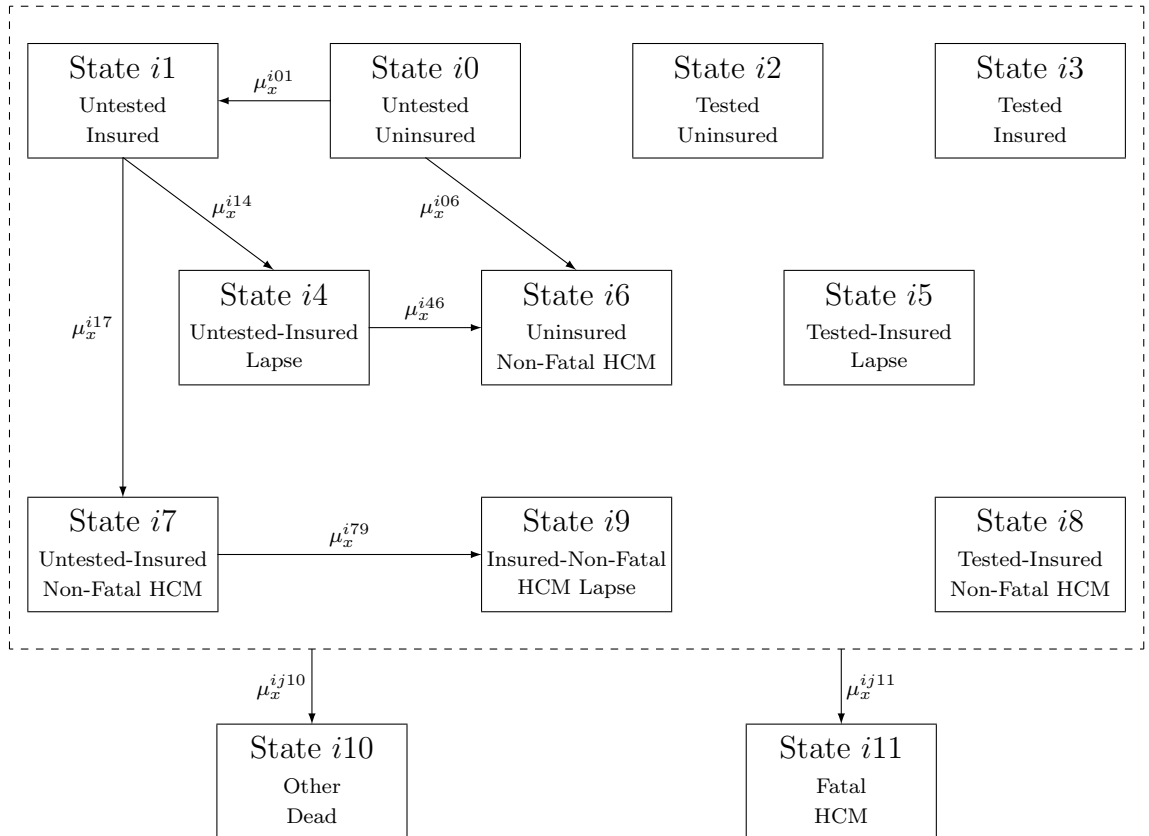 State i1
Untested
Insured
μ_x^{i01}
State i0
Untested
Uninsured
State i2
Tested
Uninsured
State i3
Tested
Insured
μ_x^{i14}
μ_x^{i06}
μ_x^{i17}
State i4
Untested-Insured
Lapse
μ_x^{i46}
State i6
Uninsured
Non-Fatal HCM
State i5
Tested-Insured
Lapse
State i7
Untested-Insured
Non-Fatal HCM
μ_x^{i79}
State i9
Insured-Non-Fatal
HCM Lapse
State i8
Tested-Insured
Non-Fatal HCM
μ_x^{ij10}
μ_x^{ij11}
State i10
Other
Dead
State i11
Fatal
HCM